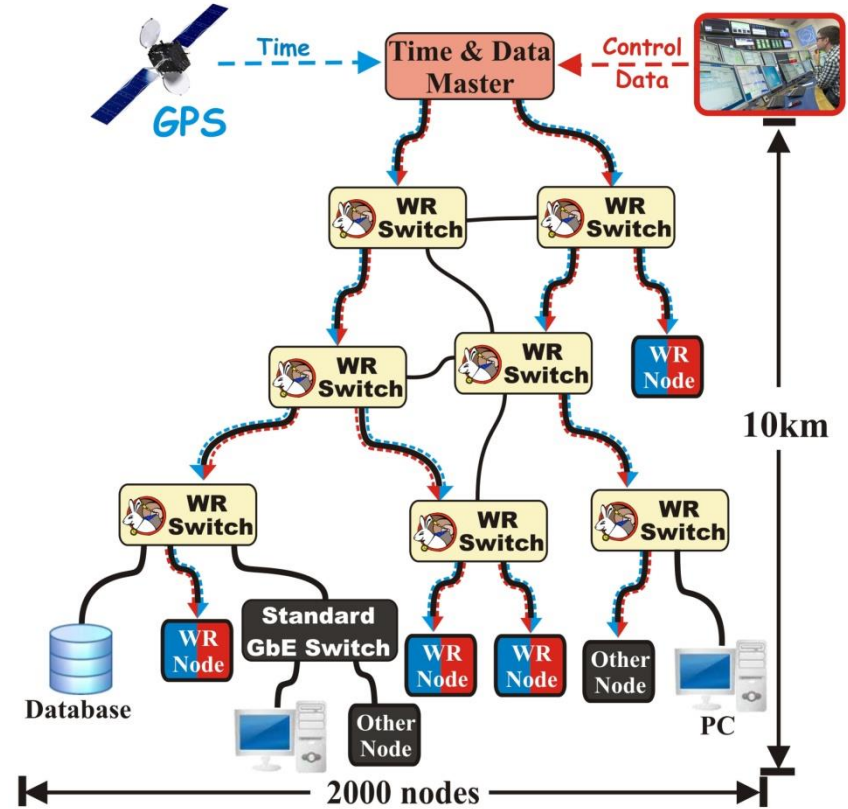 Time
Time & Data
Master
Control
Data
GPS
WR
Switch
WR
Switch
WR
Switch
WR
Switch
WR
Node
10km
WR
Switch
WR
Switch
WR
Switch
Database
WR
Node
Standard
GbE Switch
Other
Node
WR
Node
WR
Node
Other
Node
PC
2000 nodes